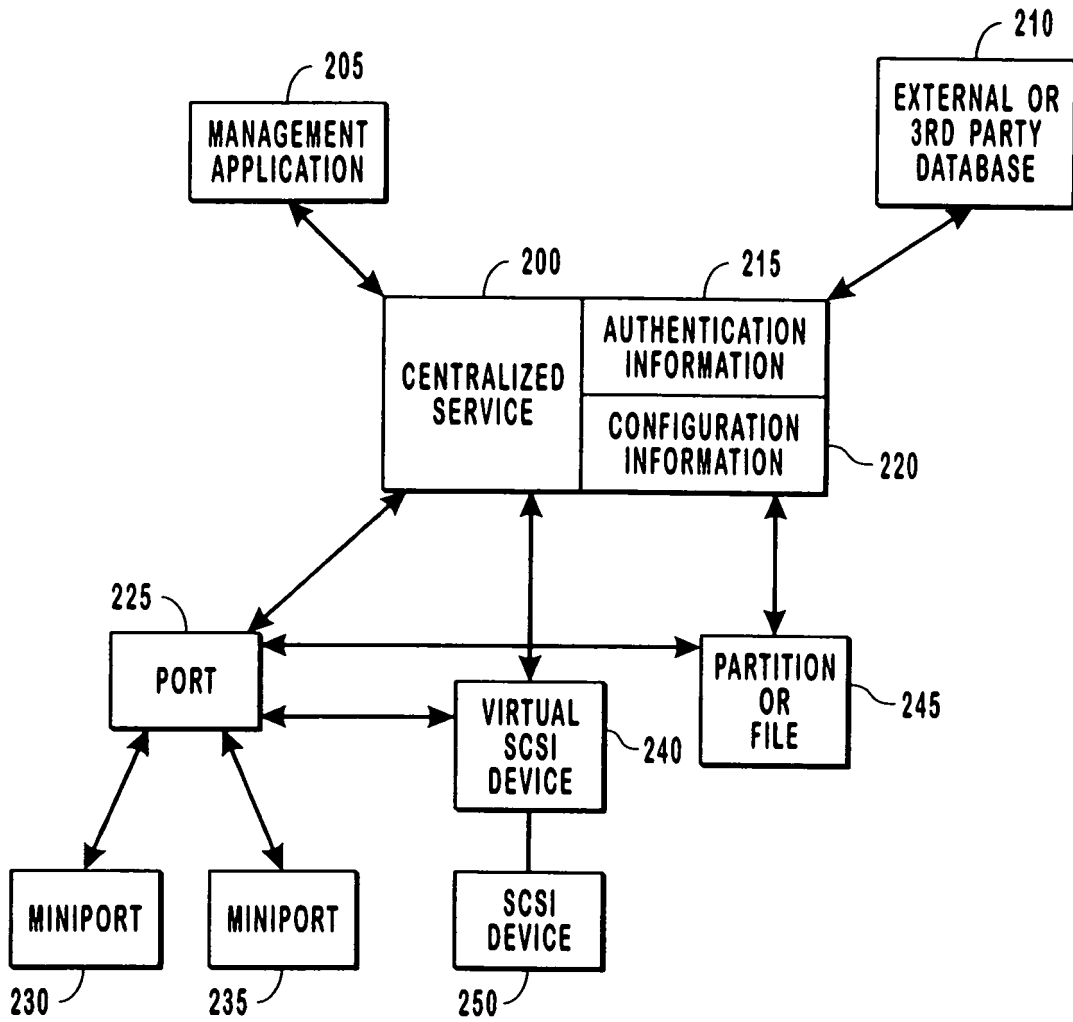 210
205
EXTERNAL OR
3RD PARTY
DATABASE
MANAGEMENT
APPLICATION
200
215
CENTRALIZED
SERVICE
AUTHENTICATION
INFORMATION
CONFIGURATION
INFORMATION
220
225
PORT
VIRTUAL
SCSI
DEVICE
240
PARTITION
OR
FILE
245
MINIPORT
MINIPORT
SCSI
DEVICE
230
235
250